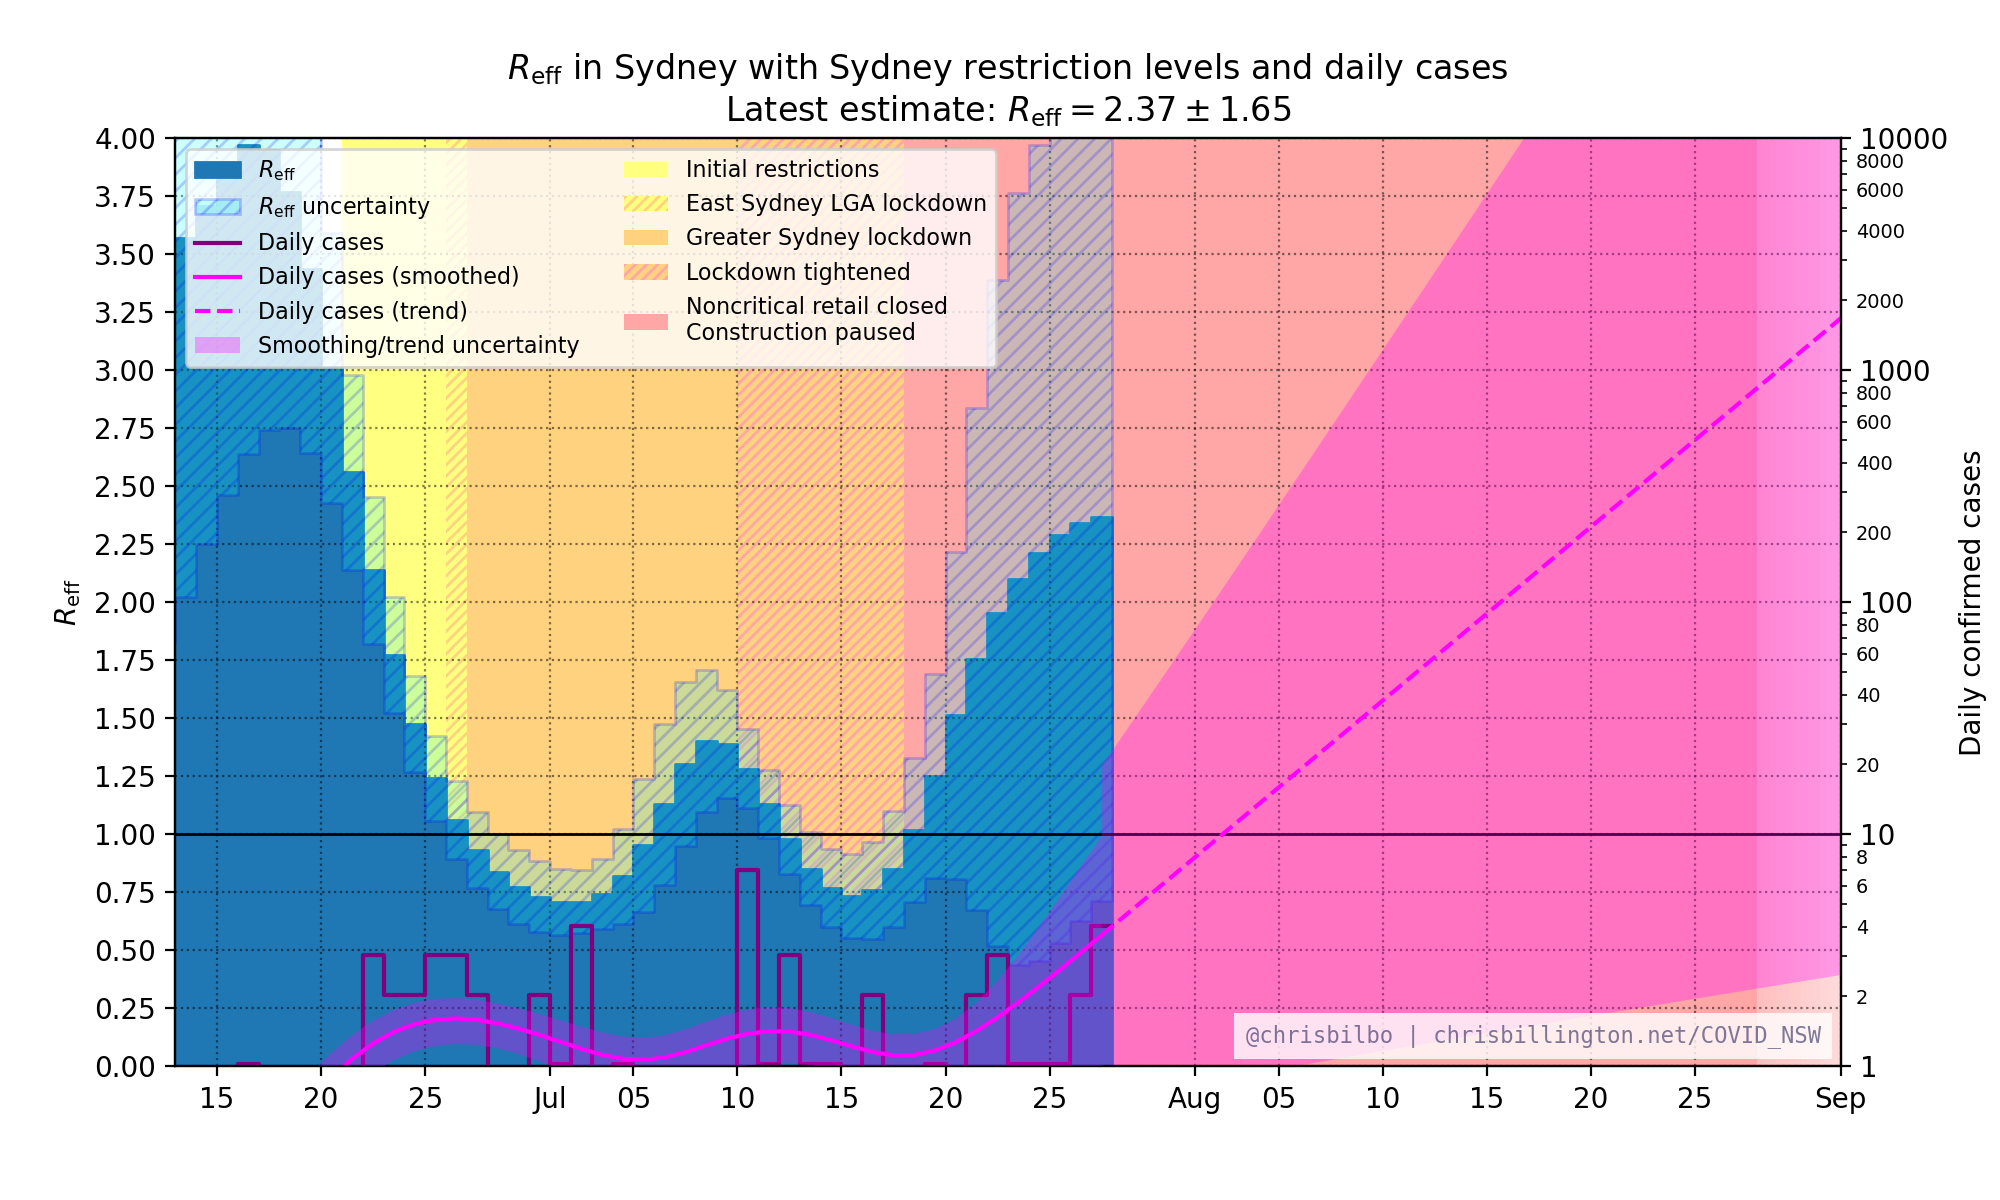 R_eff in Sydney with Sydney restriction levels and daily cases
Latest estimate: R_eff = 2.37 ± 1.65
R_eff
R_eff uncertainty
Daily cases
Daily cases (smoothed)
Daily cases (trend)
Smoothing/trend uncertainty
Initial restrictions
East Sydney LGA lockdown
Greater Sydney lockdown
Lockdown tightened
Noncritical retail closed
Construction paused
4.00
3.75
3.50
3.25
3.00
2.75
2.50
2.25
2.00
1.75
1.50
1.25
1.00
0.75
0.50
0.25
0.00
R_eff
10000
8000
6000
4000
2000
1000
800
600
400
200
100
80
60
40
20
10
8
6
4
2
1
Daily confirmed cases
@chrisbilbo | chrisbillington.net/COVID_NSW
15 20 25 Jul 05 10 15 20 25 Aug 05 10 15 20 25 Sep